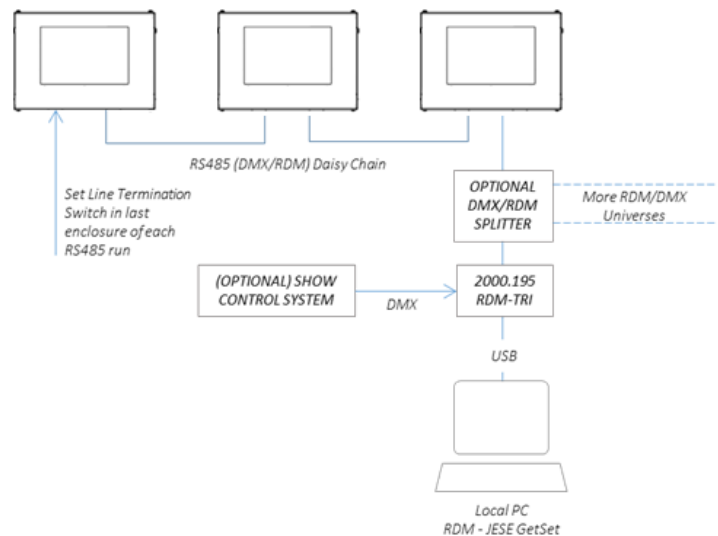 RS485 (DMX/RDM) Daisy Chain
Set Line Termination
Switch in last
enclosure of each
RS485 run
OPTIONAL
DMX/RDM
SPLITTER
More RDM/DMX
Universes
(OPTIONAL) SHOW
CONTROL SYSTEM
DMX
2000.195
RDM-TRI
USB
Local PC
RDM - JESE GetSet